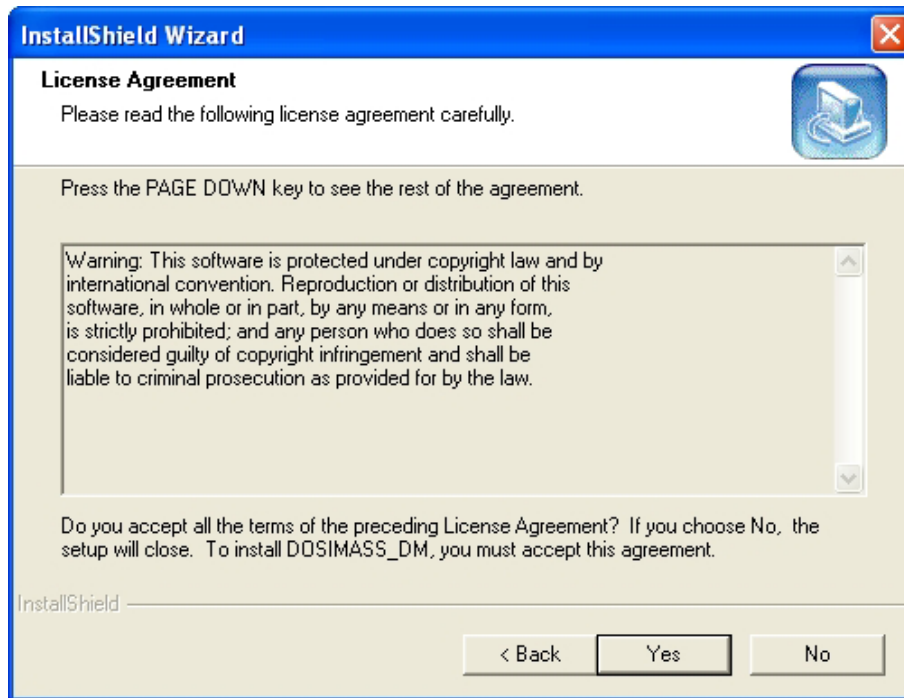 InstallShield Wizard
License Agreement
Please read the following license agreement carefully.
Press the PAGE DOWN key to see the rest of the agreement.
Warning: This software is protected under copyright law and by
international convention. Reproduction or distribution of this
software, in whole or in part, by any means or in any form,
is strictly prohibited; and any person who does so shall be
considered guilty of copyright infringement and shall be
liable to criminal prosecution as provided for by the law.
Do you accept all the terms of the preceding License Agreement? If you choose No, the
setup will close. To install DOSIMASS_DM, you must accept this agreement.
InstallShield
< Back Yes No